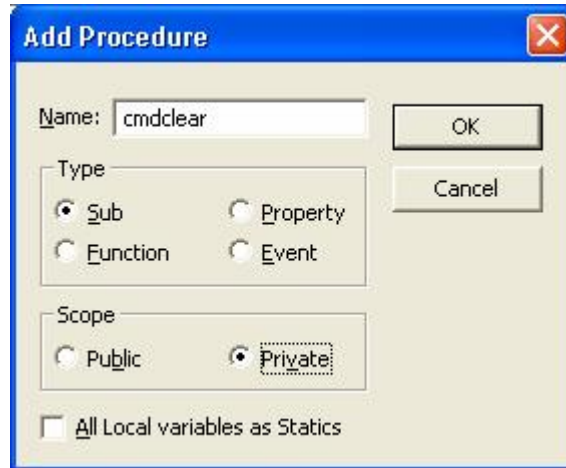 Add Procedure
Name: cmdclear
OK
Type
Cancel
Sub Property
Function Event
Scope
Public Private
All Local variables as Statics